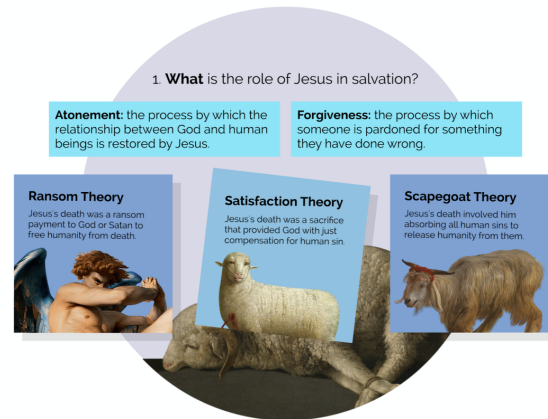 1. What is the role of Jesus in salvation?
Atonement: the process by which the
relationship between God and human
beings is restored by Jesus.
Forgiveness: the process by which
someone is pardoned for something
they have done wrong.
Ransom Theory
Jesus's death was a ransom
payment to God or Satan to
free humanity from death.
Satisfaction Theory
Jesus's death was a sacrifice
that provided God with just
compensation for human sin.
Scapegoat Theory
Jesus's death involved him
absorbing all human sins to
release humanity from them.